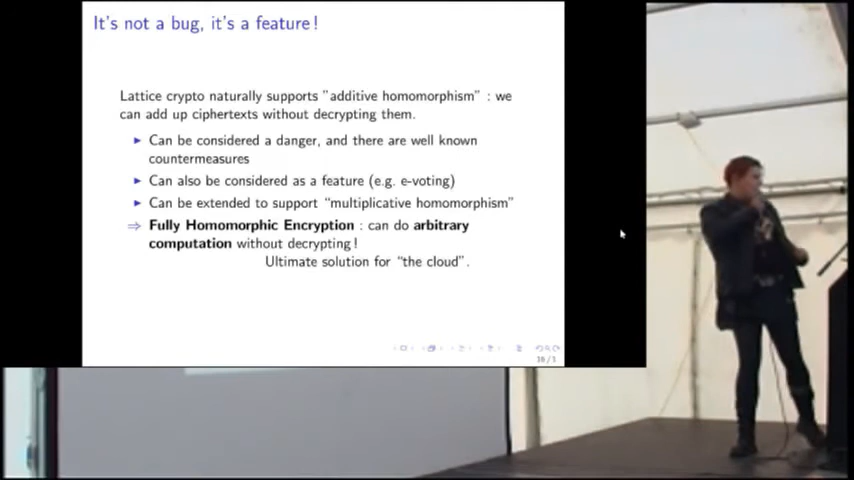 It's not a bug, it's a feature !
Lattice crypto naturally supports "additive homomorphism" : we
can add up ciphertexts without decrypting them.
Can be considered a danger, and there are well known
countermeasures
Can also be considered as a feature (e.g. e-voting)
Can be extended to support "multiplicative homomorphism"
⇒ Fully Homomorphic Encryption : can do arbitrary
computation without decrypting !
Ultimate solution for "the cloud".